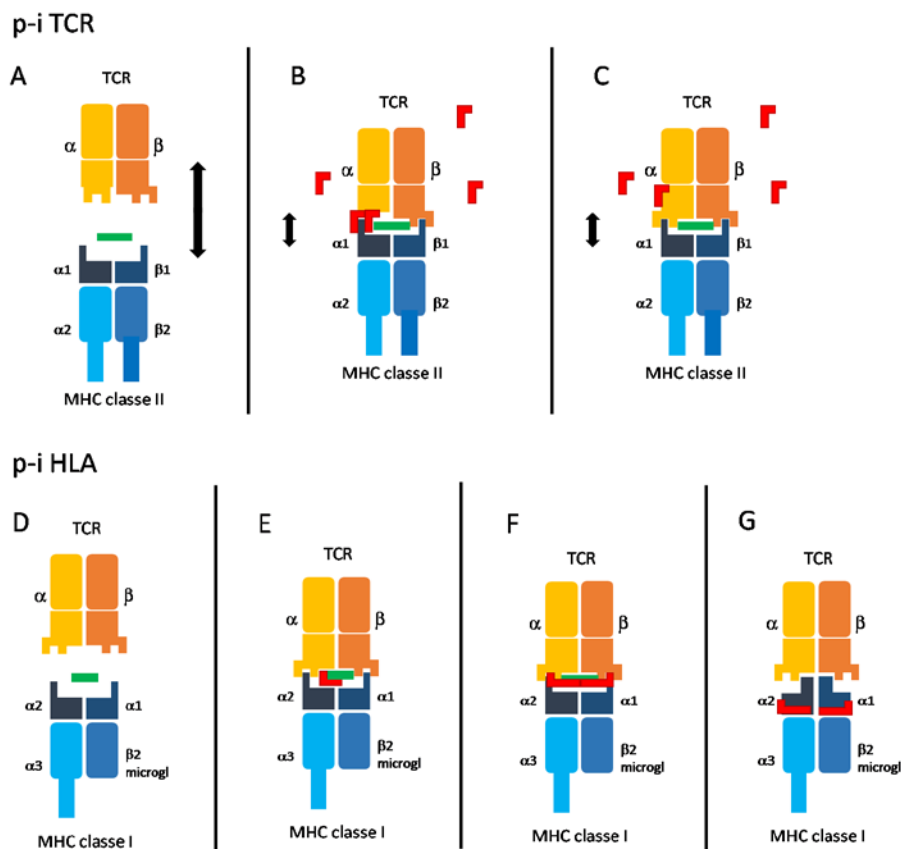 p-i TCR
A
TCR
α β
α1 β1
α2 β2
MHC classe II
B
TCR
α β
α1 β1
α2 β2
MHC classe II
C
TCR
α β
α1 β1
α2 β2
MHC classe II
p-i HLA
D
TCR
α β
α2 α1
α3 β2
microgl
MHC classe I
E
TCR
α β
α2 α1
α3 β2
microgl
MHC classe I
F
TCR
α β
α2 α1
α3 β2
microgl
MHC classe I
G
TCR
α β
α2 α1
α3 β2
microgl
MHC classe I